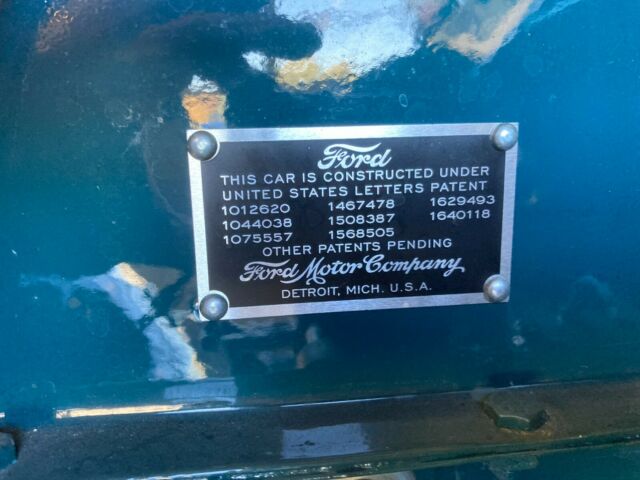 Ford
THIS CAR IS CONSTRUCTED UNDER
UNITED STATES LETTERS PATENT
1012620 1467478 1629493
1044038 1508387 1640118
1075557 1568505
OTHER PATENTS PENDING
Ford Motor Company
DETROIT, MICH. U.S.A.